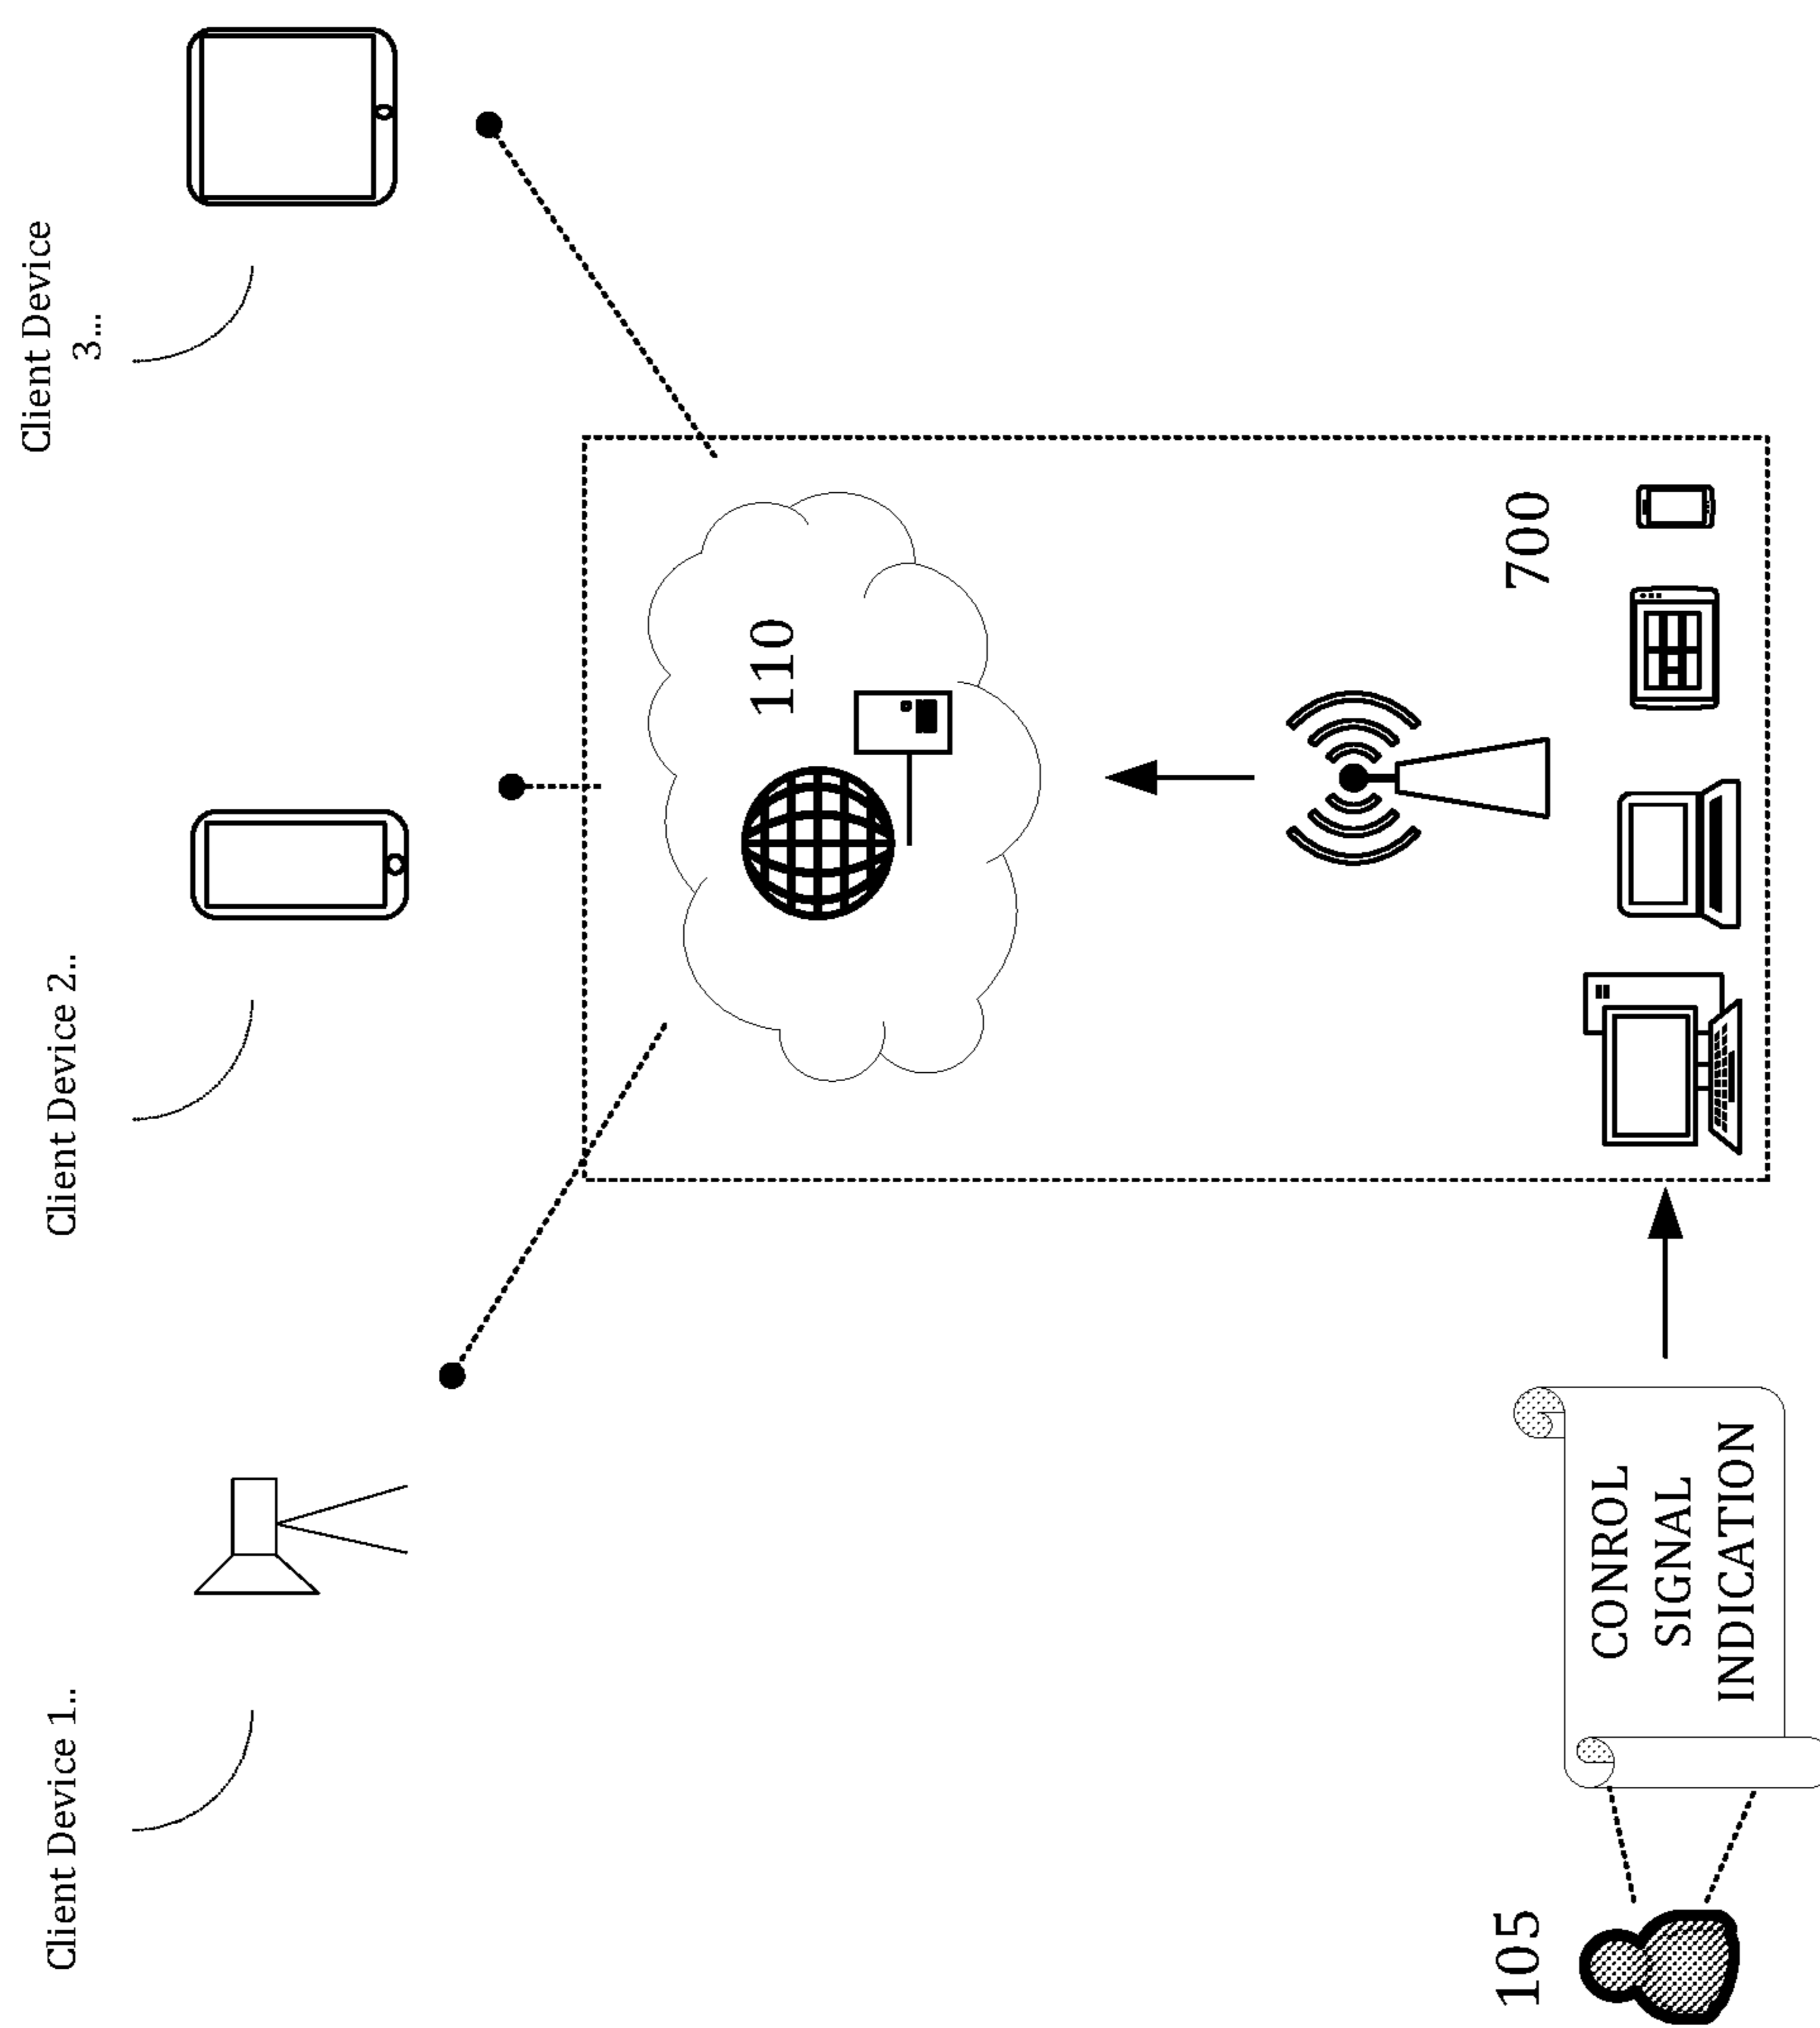 Client Device 1..
Client Device 2..
Client Device
3...
110
700
105
CONROL
SIGNAL
INDICATION